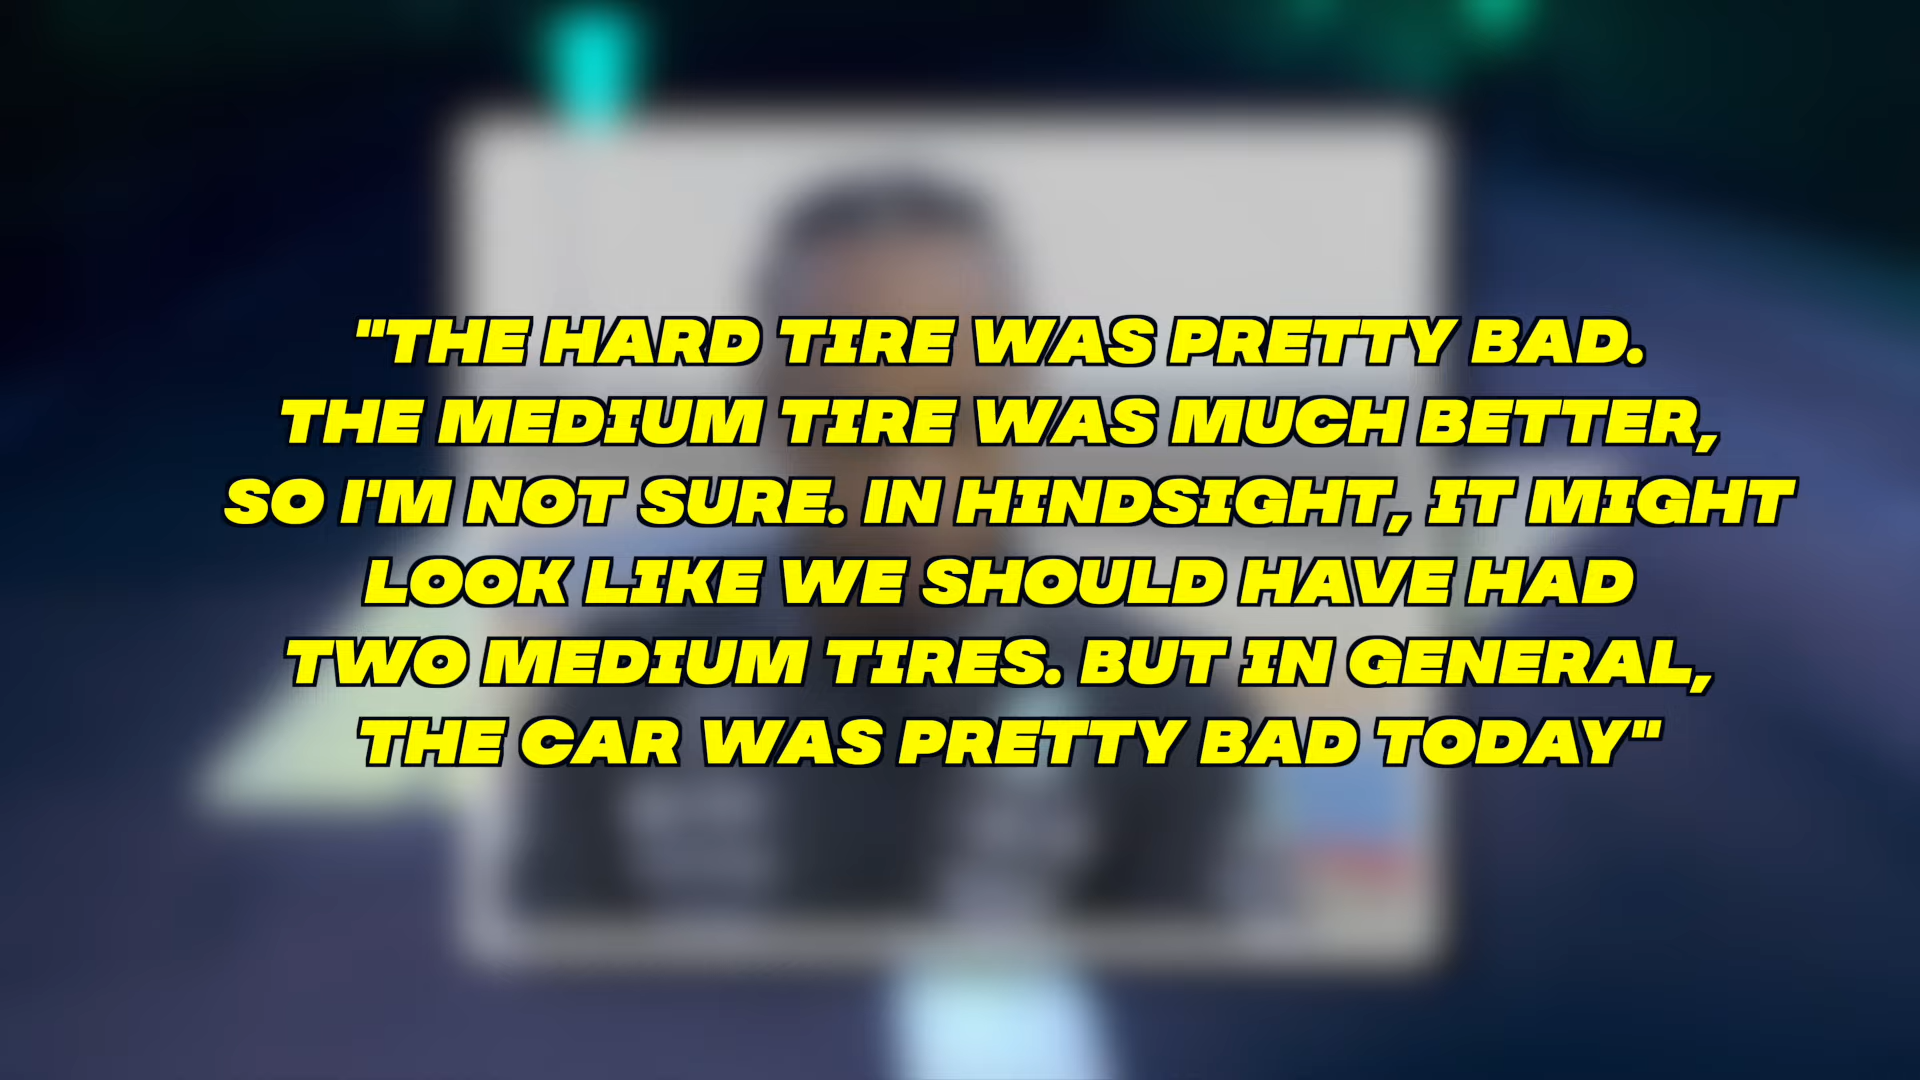 "THE HARD TIRE WAS PRETTY BAD.
THE MEDIUM TIRE WAS MUCH BETTER,
SO I'M NOT SURE. IN HINDSIGHT, IT MIGHT
LOOK LIKE WE SHOULD HAVE HAD
TWO MEDIUM TIRES. BUT IN GENERAL,
THE CAR WAS PRETTY BAD TODAY"